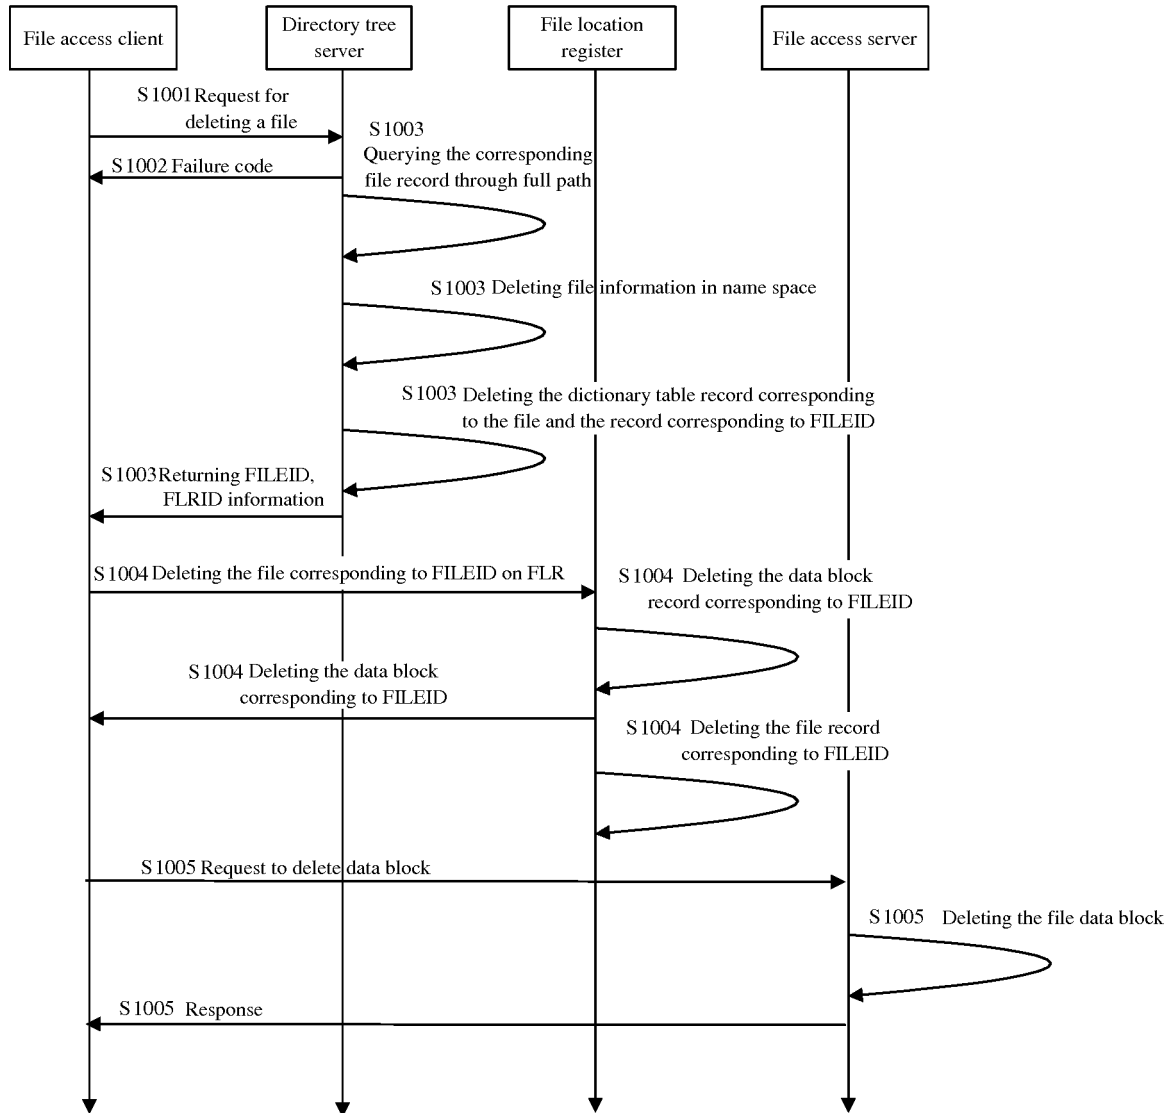 File access client
Directory tree
server
File location
register
File access server
S1001 Request for
deleting a file
S1002 Failure code
S1003
Querying the corresponding
file record through full path
S1003 Deleting file information in name space
S1003 Deleting the dictionary table record corresponding
to the file and the record corresponding to FILEID
S1003 Returning FILEID,
FLRID information
S1004 Deleting the file corresponding to FILEID on FLR
S1004 Deleting the data block
record corresponding to FILEID
S1004 Deleting the data block
corresponding to FILEID
S1004 Deleting the file record
corresponding to FILEID
S1005 Request to delete data block
S1005 Deleting the file data block
S1005 Response